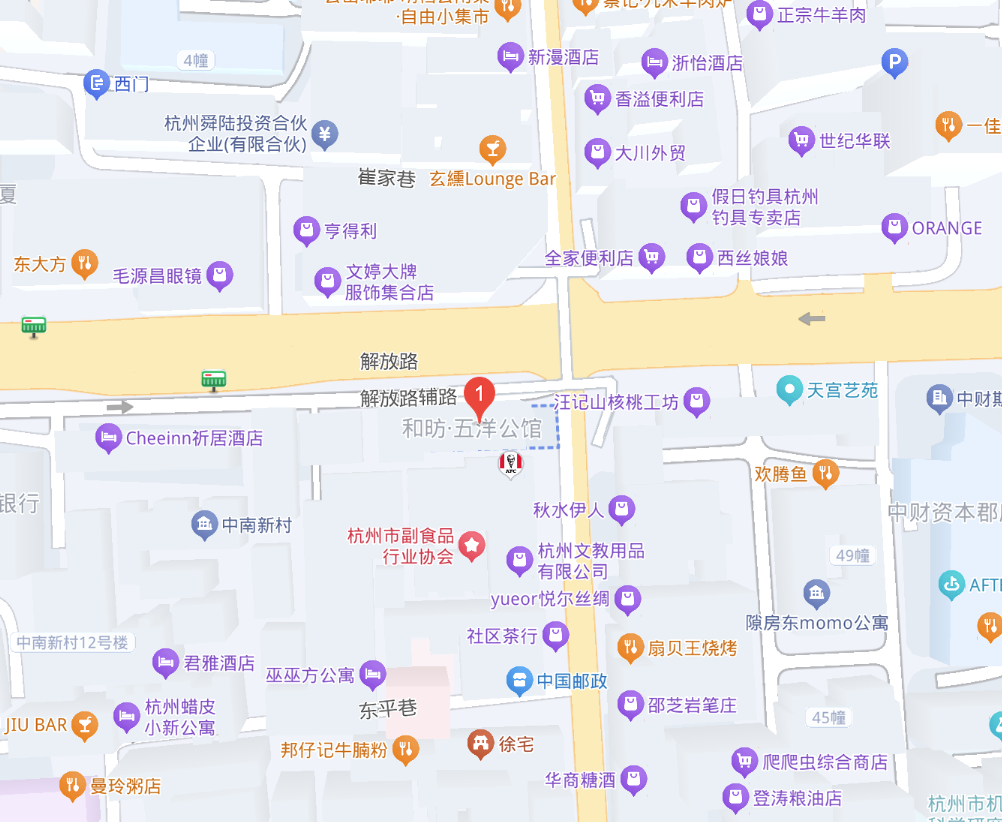 ·自由小集市
正宗牛羊肉
新漫酒店
浙怡酒店
P
4幢
西门
香溢便利店
杭州舜陆投资合伙
企业(有限合伙)
一佳
世纪华联
大川外贸
崔家巷
玄纁Lounge Bar
夏
假日钓具杭州
钓具专卖店
亨得利
ORANGE
东大方
毛源昌眼镜
文婷大牌
服饰集合店
全家便利店
西丝娘娘
解放路
解放路辅路
1
汪记山核桃工坊
天宫艺苑
中财期
和昉·五洋公馆
Cheeinn祈居酒店
KFC
欢腾鱼
银行
中南新村
秋水伊人
中财资本郡
杭州市副食品
行业协会
杭州文教用品
有限公司
49幢
AFT
yueor悦尔丝绸
隙房东momo公寓
中南新村12号楼
社区茶行
扇贝王烧烤
君雅酒店
巫巫方公寓
中国邮政
杭州蜡皮
小新公寓
东平巷
邵芝岩笔庄
45幢
JIU BAR
邦仔记牛腩粉
徐宅
爬爬虫综合商店
曼玲粥店
华商糖酒
登涛粮油店
杭州市机